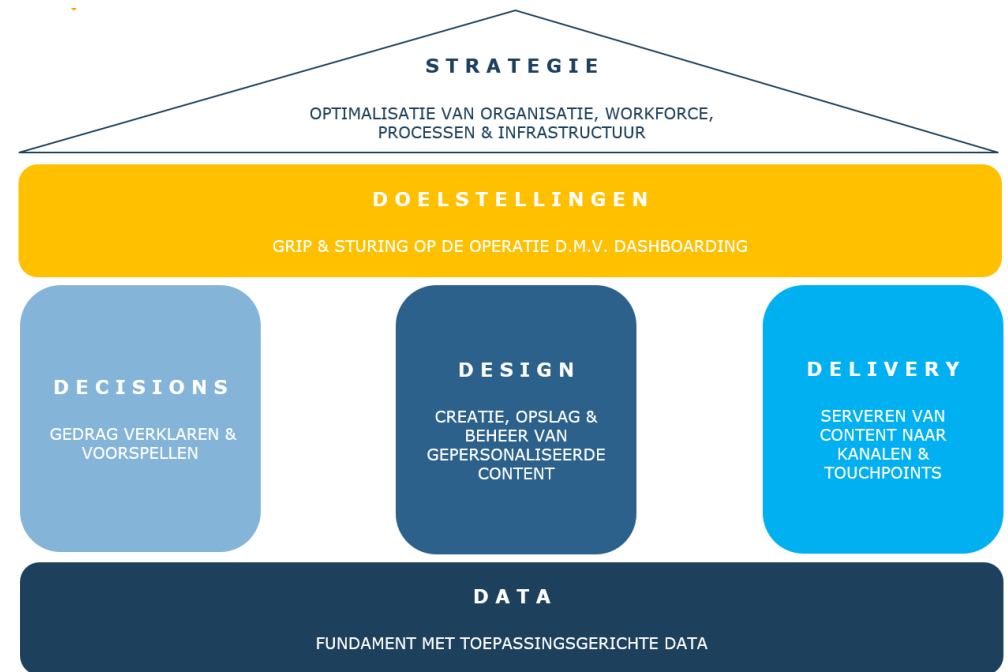 STRATEGIE
OPTIMALISATIE VAN ORGANISATIE, WORKFORCE,
PROCESSEN & INFRASTRUCTUUR
DOELSTELLINGEN
GRIP & STURING OP DE OPERATIE D.M.V. DASHBOARDING
DECISIONS
GEDRAG VERKLAREN &
VOORSPELLEN
DESIGN
CREATIE, OPSLAG &
BEHEER VAN
GEPERSONALISEERDE
CONTENT
DELIVERY
SERVEREN VAN
CONTENT NAAR
KANALEN &
TOUCHPOINTS
DATA
FUNDAMENT MET TOEPASSINGSGERICHTE DATA